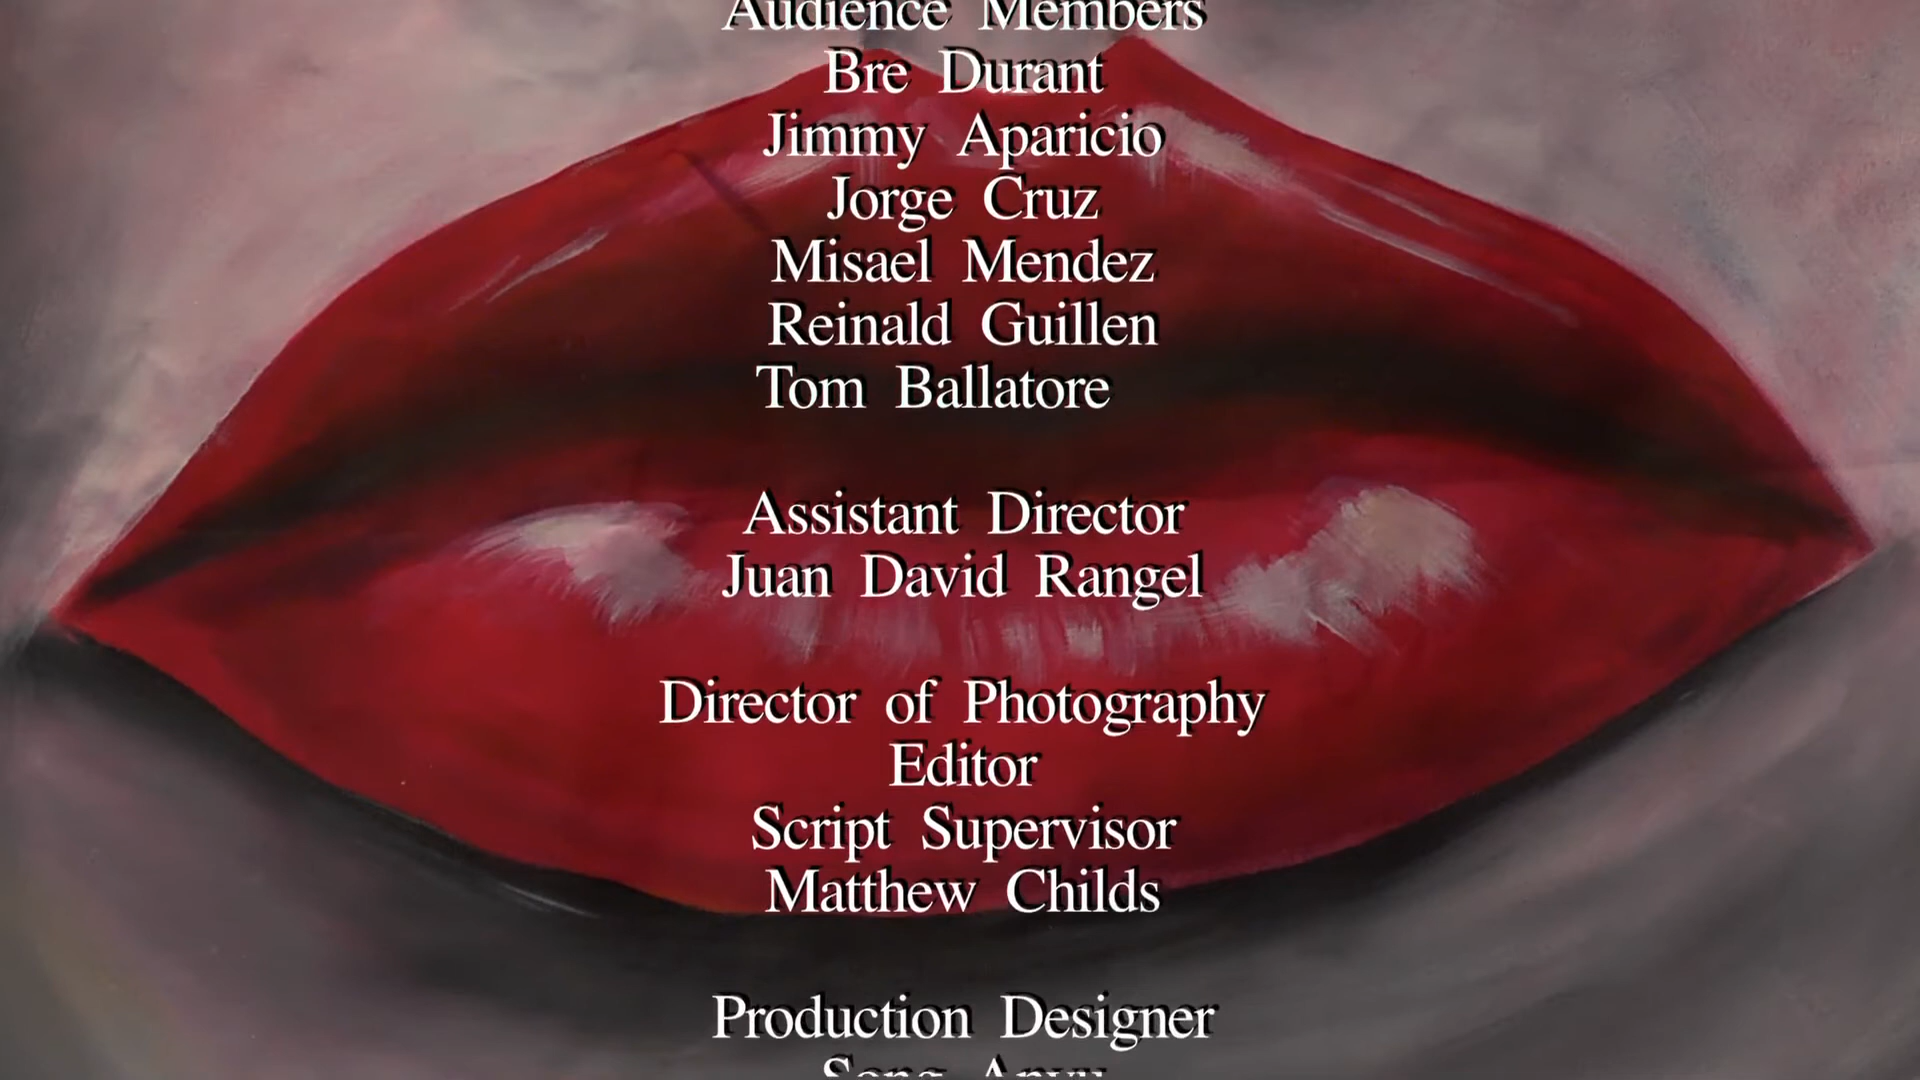 Audience Members
Bre Durant
Jimmy Aparicio
Jorge Cruz
Misael Mendez
Reinald Guillen
Tom Ballatore
Assistant Director
Juan David Rangel
Director of Photography
Editor
Script Supervisor
Matthew Childs
Production Designer